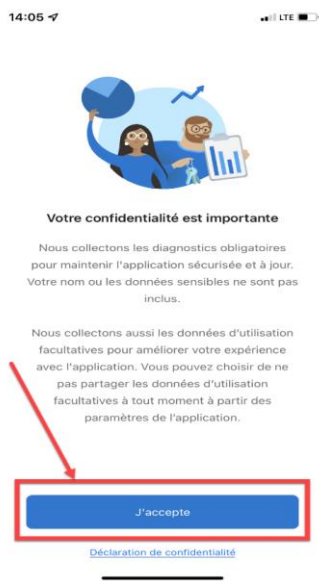 14:05 LTE
Votre confidentialité est importante
Nous collectons les diagnostics obligatoires
pour maintenir l'application sécurisée et à jour.
Votre nom ou les données sensibles ne sont pas
inclus.
Nous collectons aussi les données d'utilisation
facultatives pour améliorer votre expérience
avec l'application. Vous pouvez choisir de ne
pas partager les données d'utilisation
facultatives à tout moment à partir des
paramètres de l'application.
J'accepte
Déclaration de confidentialité